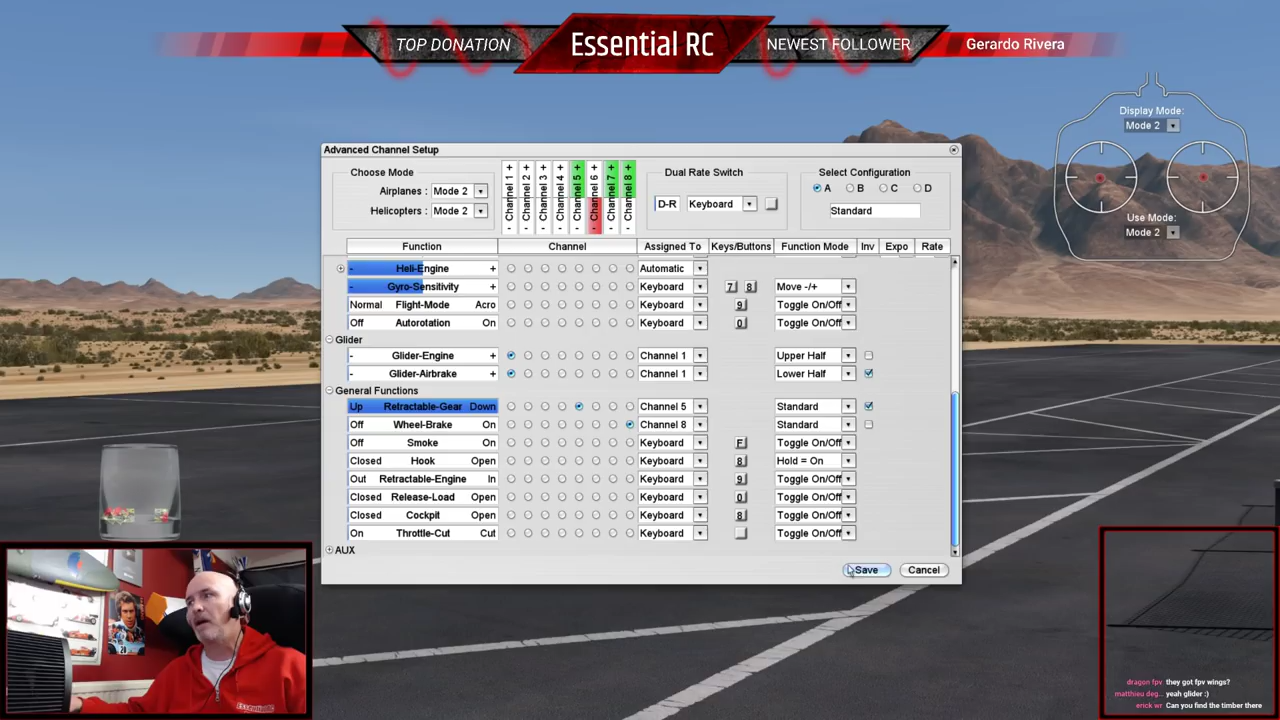 TOP DONATION
Essential RC
NEWEST FOLLOWER
Gerardo Rivera
Display Mode:
Mode 2
Use Mode:
Mode 2
Advanced Channel Setup
Choose Mode
Airplanes : Mode 2
Helicopters : Mode 2
- Channel 1 +
- Channel 2 +
- Channel 3 +
- Channel 4 +
- Channel 5 +
- Channel 6 +
- Channel 7 +
- Channel 8 +
Dual Rate Switch
D-R Keyboard
Select Configuration
A B C D
Standard
Function Channel Assigned To Keys/Buttons Function Mode Inv Expo Rate
- Heli-Engine + Automatic
- Gyro-Sensitivity + Keyboard 7 8 Move -/+
Normal Flight-Mode Acro Keyboard 9 Toggle On/Off
Off Autorotation On Keyboard 0 Toggle On/Off
Glider
- Glider-Engine + Channel 1 Upper Half
- Glider-Airbrake + Channel 1 Lower Half
General Functions
Up Retractable-Gear Down Channel 5 Standard
Off Wheel-Brake On Channel 8 Standard
Off Smoke On Keyboard F Toggle On/Off
Closed Hook Open Keyboard 8 Hold = On
Out Retractable-Engine In Keyboard 9 Toggle On/Off
Closed Release-Load Open Keyboard 0 Toggle On/Off
Closed Cockpit Open Keyboard 8 Toggle On/Off
On Throttle-Cut Cut Keyboard Toggle On/Off
AUX
Save Cancel
20
dragon fpv they got fpv wings?
matthieu deg... yeah glider :)
erick wr Can you find the timber there